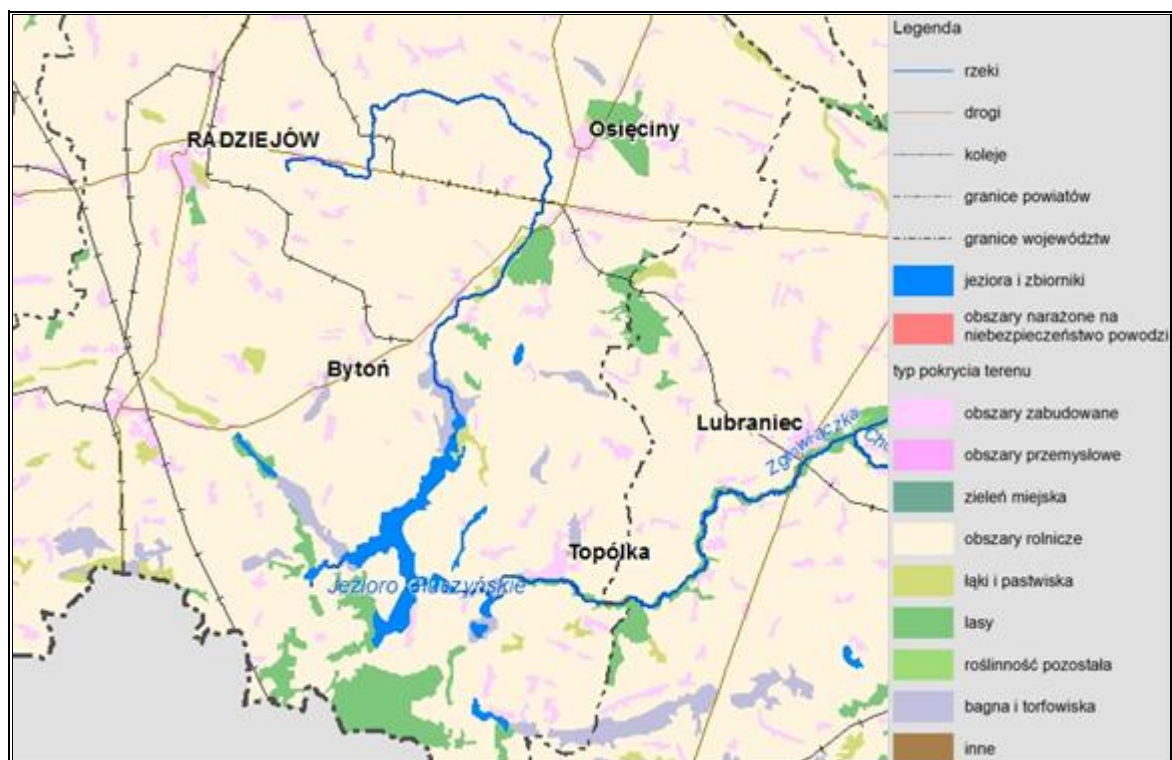 RADZIEJÓW
Osięciny
Bytoń
Lubraniec
Zgłowiączka
Topólka
Jezioro Głuszyńskie
Legenda
rzeki
drogi
koleje
granice powiatów
granice województw
jeziora i zbiorniki
obszary narażone na
niebezpieczeństwo powodzi
typ pokrycia terenu
obszary zabudowane
obszary przemysłowe
zieleń miejska
obszary rolnicze
łąki i pastwiska
lasy
roślinność pozostała
bagna i torfowiska
inne